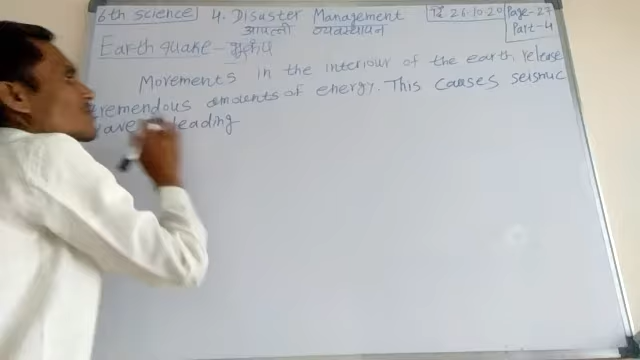 6th science 4. Disaster Management दि 26.10.20 Page-27
आपत्ती व्यवस्थापन Part-4
Earth quake - भूकंप
Movements in the interiour of the earth release
tremendous amounts of energy. This causes seismic
leading